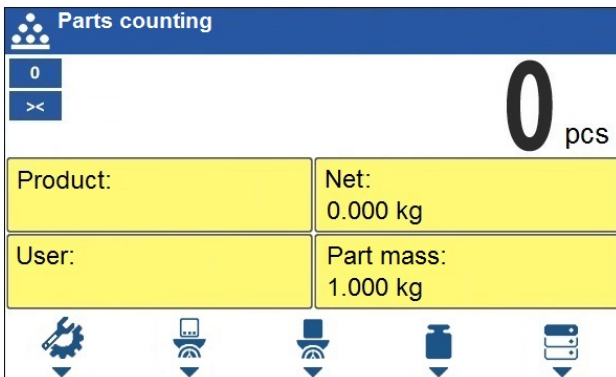 Parts counting
0
><
0 pcs
Product:
Net:
0.000 kg
User:
Part mass:
1.000 kg